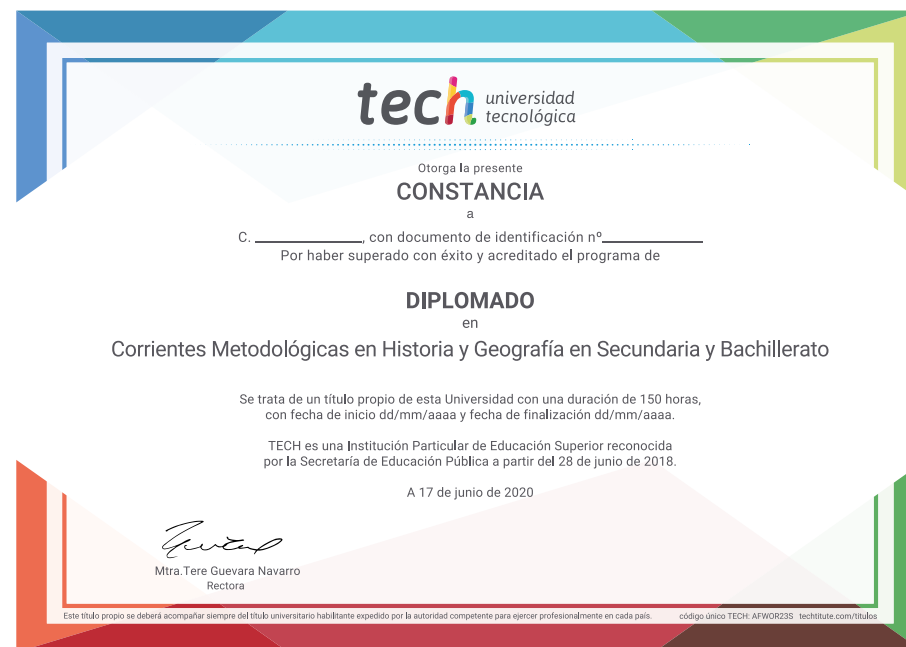 tech universidad
tecnológica
Otorga la presente
CONSTANCIA
a
C. ____________, con documento de identificación nº____________
Por haber superado con éxito y acreditado el programa de
DIPLOMADO
en
Corrientes Metodológicas en Historia y Geografía en Secundaria y Bachillerato
Se trata de un título propio de esta Universidad con una duración de 150 horas,
con fecha de inicio dd/mm/aaaa y fecha de finalización dd/mm/aaaa.
TECH es una Institución Particular de Educación Superior reconocida
por la Secretaría de Educación Pública a partir del 28 de junio de 2018.
A 17 de junio de 2020
Mtra.Tere Guevara Navarro
Rectora
Este título propio se deberá acompañar siempre del título universitario habilitante expedido por la autoridad competente para ejercer profesionalmente en cada país. código único TECH: AFWOR23S techtitute.com/titulos